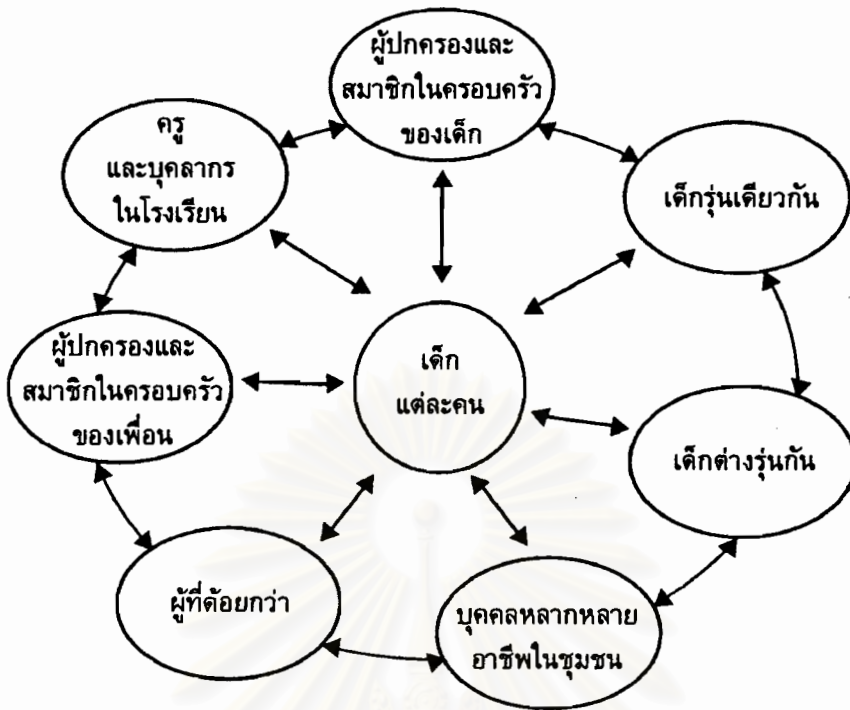 ผู้ปกครองและ
สมาชิกในครอบครัว
ของเด็ก
ครู
และบุคลากร
ในโรงเรียน
เด็กรุ่นเดียวกัน
ผู้ปกครองและ
สมาชิกในครอบครัว
ของเพื่อน
เด็ก
แต่ละคน
เด็กต่างรุ่นกัน
ผู้ที่ด้อยกว่า
บุคคลหลากหลาย
อาชีพในชุมชน